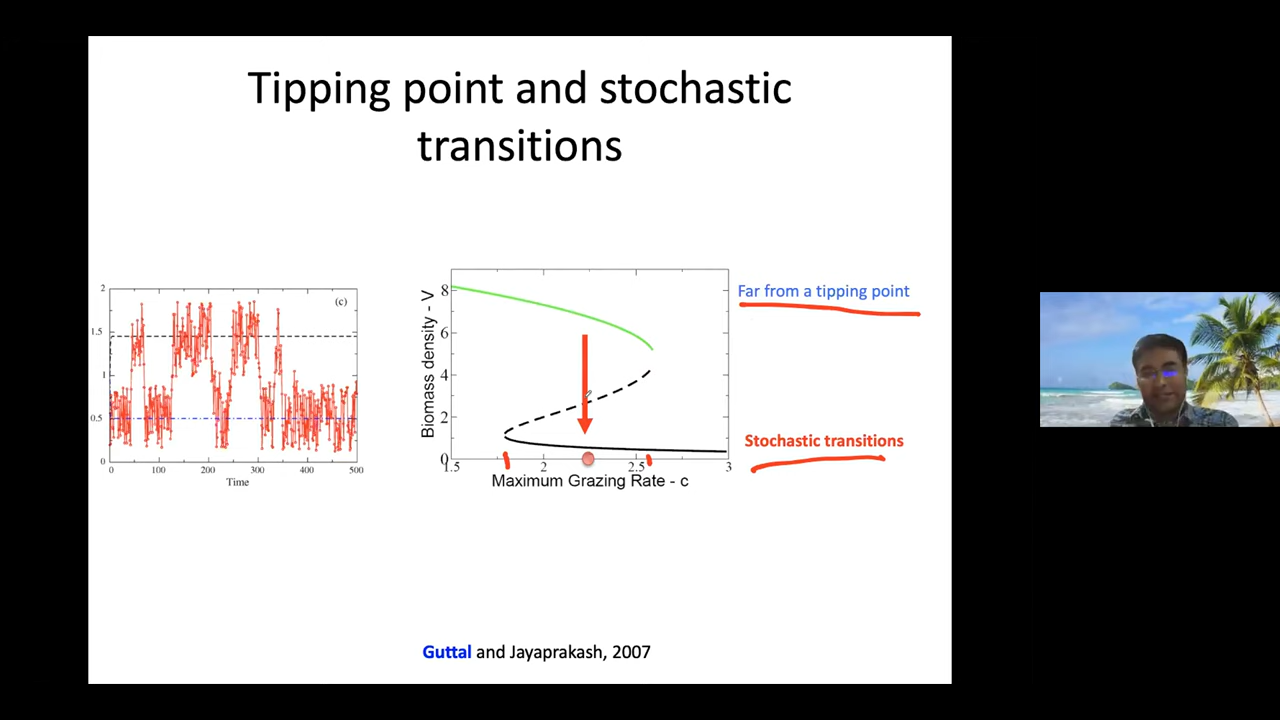 Tipping point and stochastic
transitions
(c)
2
1.5
1
0.5
0
0
100
200
300
400
500
Time
Biomass density - V
8
6
4
2
0
1.5
2
2.5
3
Maximum Grazing Rate - c
Far from a tipping point
Stochastic transitions
Guttal and Jayaprakash, 2007